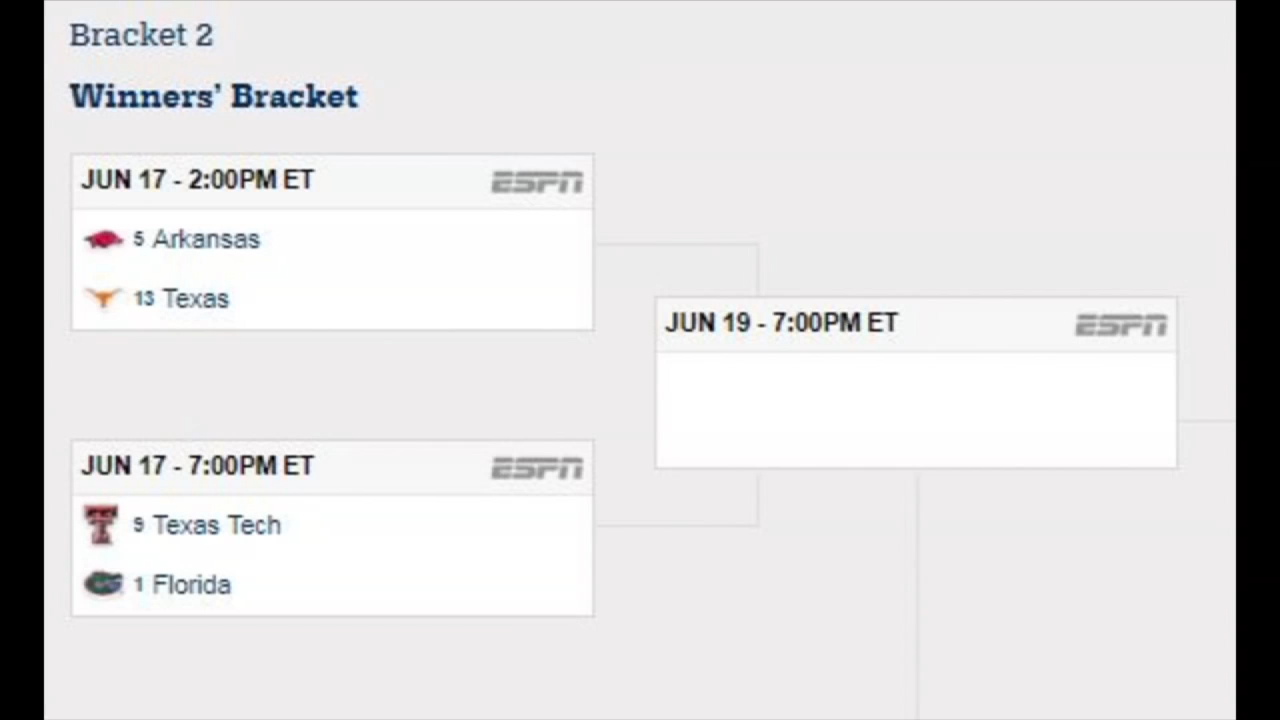 Bracket 2
Winners' Bracket
JUN 17 - 2:00PM ET ESPN
5 Arkansas
13 Texas
JUN 19 - 7:00PM ET ESPN
JUN 17 - 7:00PM ET ESPN
9 Texas Tech
1 Florida